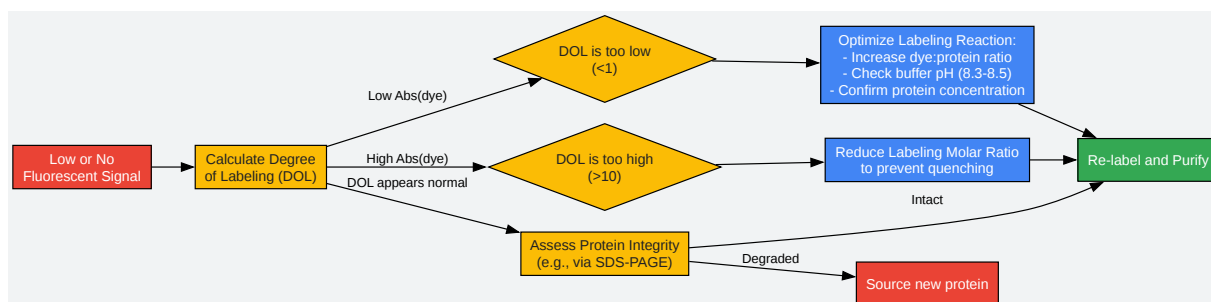 Low or No
Fluorescent Signal
Calculate Degree
of Labeling (DOL)
Low Abs(dye)
High Abs(dye)
DOL appears normal
DOL is too low
(<1)
DOL is too high
(>10)
Assess Protein Integrity
(e.g., via SDS-PAGE)
Optimize Labeling Reaction:
- Increase dye:protein ratio
- Check buffer pH (8.3-8.5)
- Confirm protein concentration
Reduce Labeling Molar Ratio
to prevent quenching
Intact
Degraded
Source new protein
Re-label and Purify